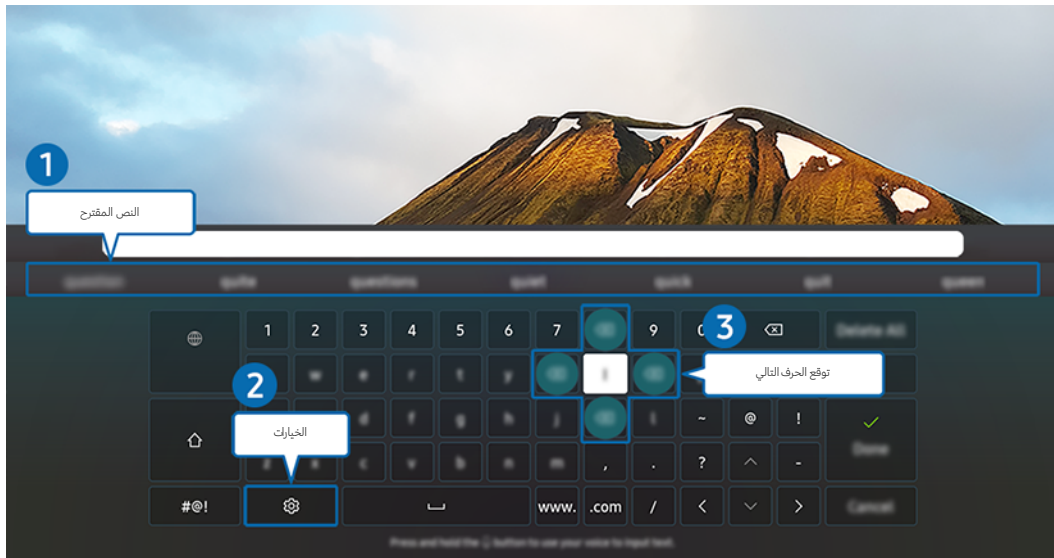 1
النص المقترح
question quite questions quiet quick quit queen
1 2 3 4 5 6 7 9 3 Delete All
w e r t y
توقع الحرف التالي
2
d f g h j ~ @ ! Done
الخيارات
z x c v b n m , . ? ^ -
#@! www. .com / < > Cancel
Press and hold the button to use your voice to input text.